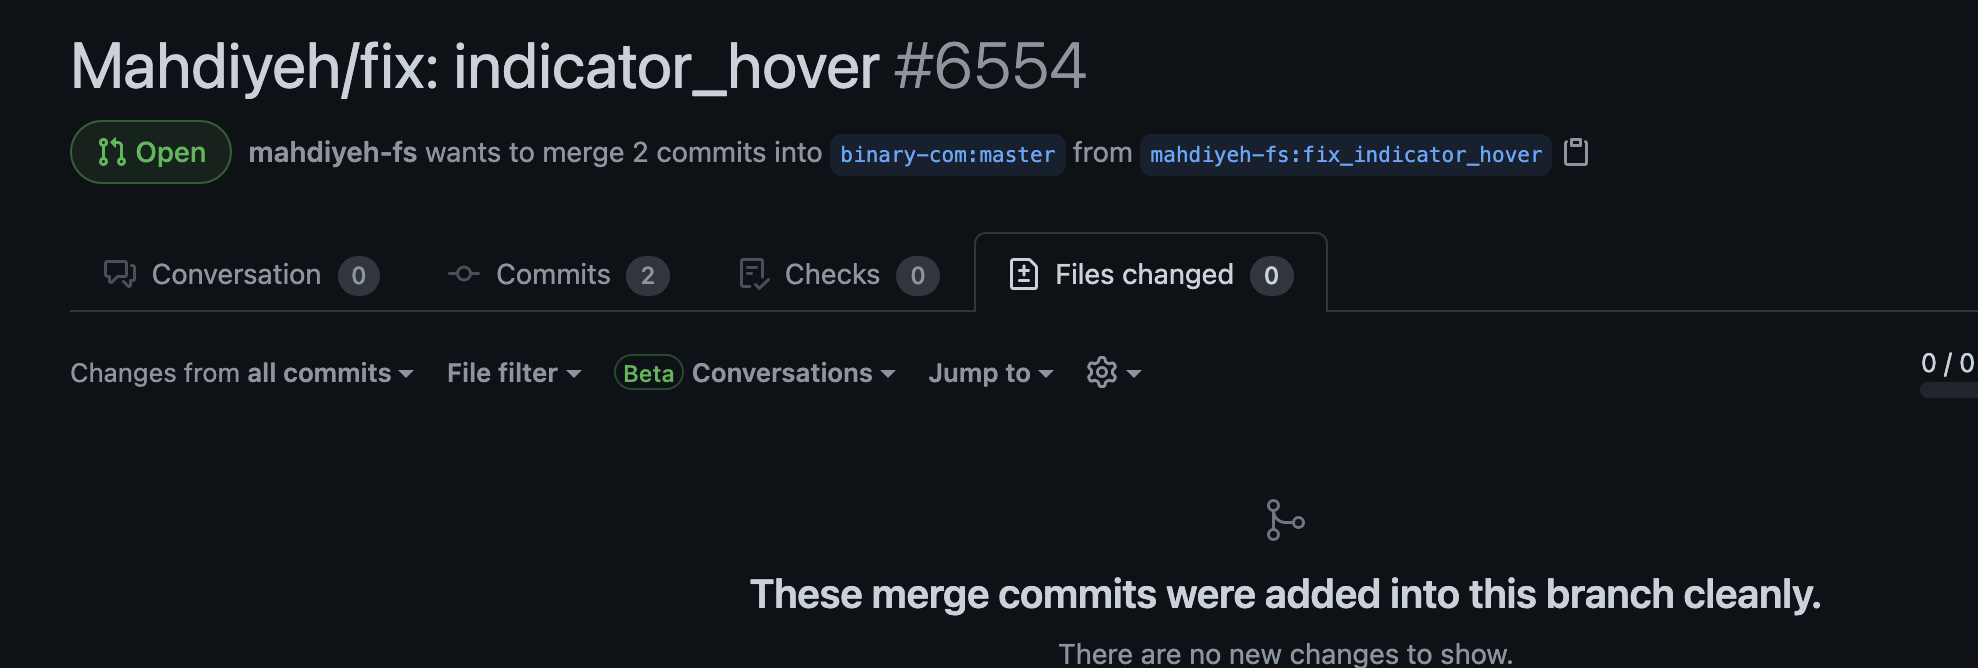 Mahdiyeh/fix: indicator_hover #6554
Open mahdiyeh-fs wants to merge 2 commits into binary-com:master from mahdiyeh-fs:fix_indicator_hover
Conversation 0 Commits 2 Checks 0 Files changed 0
Changes from all commits File filter Beta Conversations Jump to 0 / 0
These merge commits were added into this branch cleanly.
There are no new changes to show.